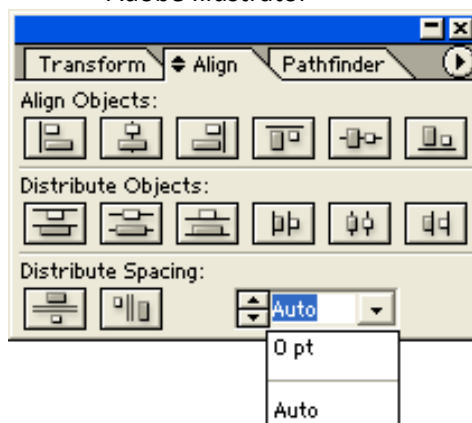 Adobe Illustrator
Transform Align Pathfinder
Align Objects:
Distribute Objects:
Distribute Spacing:
Auto
0 pt
Auto